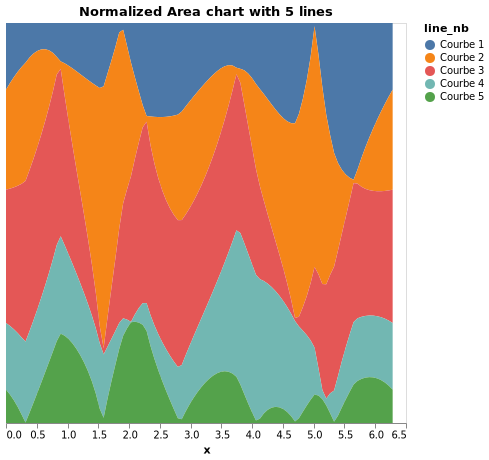 Normalized Area chart with 5 lines
line_nb
Courbe 1
Courbe 2
Courbe 3
Courbe 4
Courbe 5
0.0 0.5 1.0 1.5 2.0 2.5 3.0 3.5 4.0 4.5 5.0 5.5 6.0 6.5
x